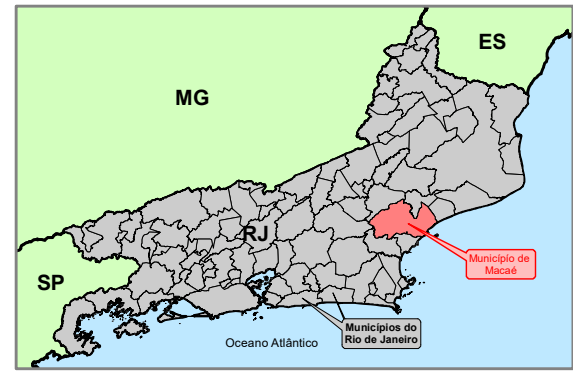 ES
MG
RJ
SP
Município de
Macaé
Municípios do
Rio de Janeiro
Oceano Atlântico